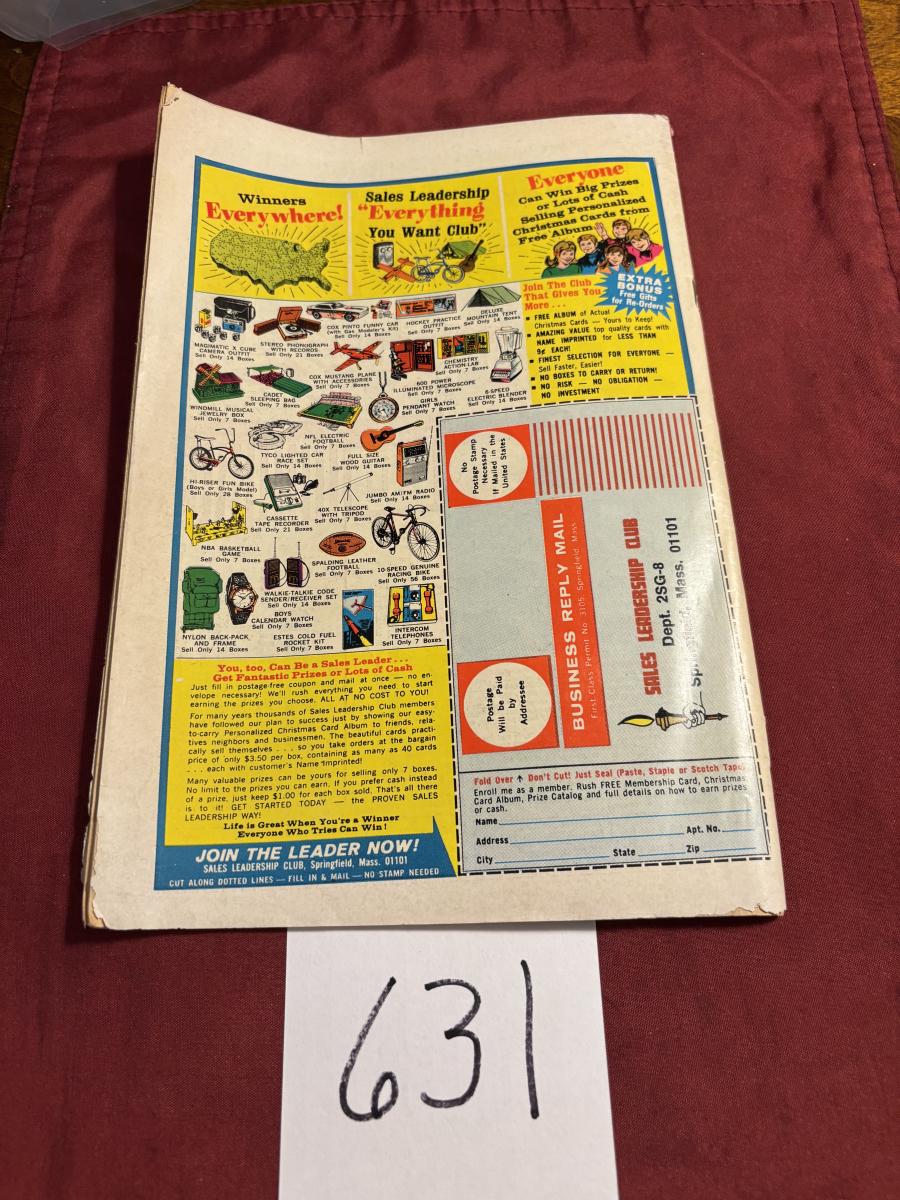 Winners
Everywhere!
Sales Leadership
"Everything
You Want Club"
Everyone
Can Win Big Prizes
or Lots of Cash
Selling Personalized
Christmas Cards from
Free Album
Join The Club
That Gives You
More...
EXTRA
BONUS
Free Gifts
for Re-Orders
■ FREE ALBUM of Actual
Christmas Cards — Yours to Keep!
■ AMAZING VALUE top quality cards with
NAME IMPRINTED for LESS THAN
9¢ EACH!
■ FINEST SELECTION FOR EVERYONE —
Sell Faster, Easier!
■ NO BOXES TO CARRY OR RETURN!
■ NO RISK — NO OBLIGATION —
NO INVESTMENT
MAGIMATIC X CUBE
CAMERA OUTFIT
Sell Only 14 Boxes
STEREO PHONOGRAPH
WITH RECORDS
Sell Only 21 Boxes
COX PINTO FUNNY CAR
(with Gas Modeler's Kit)
Sell Only 14 Boxes
HOCKEY PRACTICE
OUTFIT
Sell Only 7 Boxes
DELUXE
MOUNTAIN TENT
Sell Only 14 Boxes
WINDMILL MUSICAL
JEWELRY BOX
Sell Only 7 Boxes
CADET
SLEEPING BAG
Sell Only 7 Boxes
COX MUSTANG PLANE
WITH ACCESSORIES
Sell Only 7 Boxes
600 POWER
ILLUMINATED MICROSCOPE
Sell Only 7 Boxes
CHEMISTRY
ACTION-LAB
Sell Only 7 Boxes
GIRLS
PENDANT WATCH
Sell Only 7 Boxes
8-SPEED
ELECTRIC BLENDER
Sell Only 14 Boxes
HI-RISER FUN BIKE
(Boys or Girls Model)
Sell Only 28 Boxes
TYCO LIGHTED CAR
RACE SET
Sell Only 14 Boxes
NFL ELECTRIC
FOOTBALL
Sell Only 7 Boxes
FULL SIZE
WOOD GUITAR
Sell Only 14 Boxes
JUMBO AM/FM RADIO
Sell Only 14 Boxes
NBA BASKETBALL
GAME
Sell Only 7 Boxes
CASSETTE
TAPE RECORDER
Sell Only 21 Boxes
40X TELESCOPE
WITH TRIPOD
Sell Only 7 Boxes
SPALDING LEATHER
FOOTBALL
Sell Only 7 Boxes
10-SPEED GENUINE
RACING BIKE
Sell Only 56 Boxes
NYLON BACK-PACK
AND FRAME
Sell Only 14 Boxes
WALKIE-TALKIE CODE
SENDER/RECEIVER SET
Sell Only 14 Boxes
BOYS
CALENDAR WATCH
Sell Only 7 Boxes
ESTES COLD FUEL
ROCKET KIT
Sell Only 7 Boxes
INTERCOM
TELEPHONES
Sell Only 7 Boxes
You, too, Can Be a Sales Leader...
Get Fantastic Prizes or Lots of Cash
Just fill in postage-free coupon and mail at once — no en-
velope necessary! We'll rush everything you need to start
earning the prizes you choose. ALL AT NO COST TO YOU!
For many years thousands of Sales Leadership Club members
have followed our plan to success just by showing our easy-
to-carry Personalized Christmas Card Album to friends, rela-
tives neighbors and businessmen. The beautiful cards practi-
cally sell themselves . . . so you take orders at the bargain
price of only $3.50 per box, containing as many as 40 cards
. . . each with customer's Name Imprinted!
Many valuable prizes can be yours for selling only 7 boxes.
No limit to the prizes you can earn. If you prefer cash instead
of a prize, just keep $1.00 for each box sold. That's all there
is to it! GET STARTED TODAY — the PROVEN SALES
LEADERSHIP WAY!
Life is Great When You're a Winner
Everyone Who Tries Can Win!
JOIN THE LEADER NOW!
SALES LEADERSHIP CLUB, Springfield, Mass. 01101
CUT ALONG DOTTED LINES — FILL IN & MAIL — NO STAMP NEEDED
No
Postage Stamp
Necessary
If Mailed in the
United States
Postage
Will be Paid
by
Addressee
BUSINESS REPLY MAIL
First Class Permit No. 3105, Springfield, Mass.
SALES LEADERSHIP CLUB
Dept. 2SG-8
Mass. 01101
Fold Over ↑ Don't Cut! Just Seal (Paste, Staple or Scotch Tape)
Enroll me as a member. Rush FREE Membership Card, Christmas
Card Album, Prize Catalog and full details on how to earn prizes
or cash.
Name
Address Apt. No.
City State Zip
631